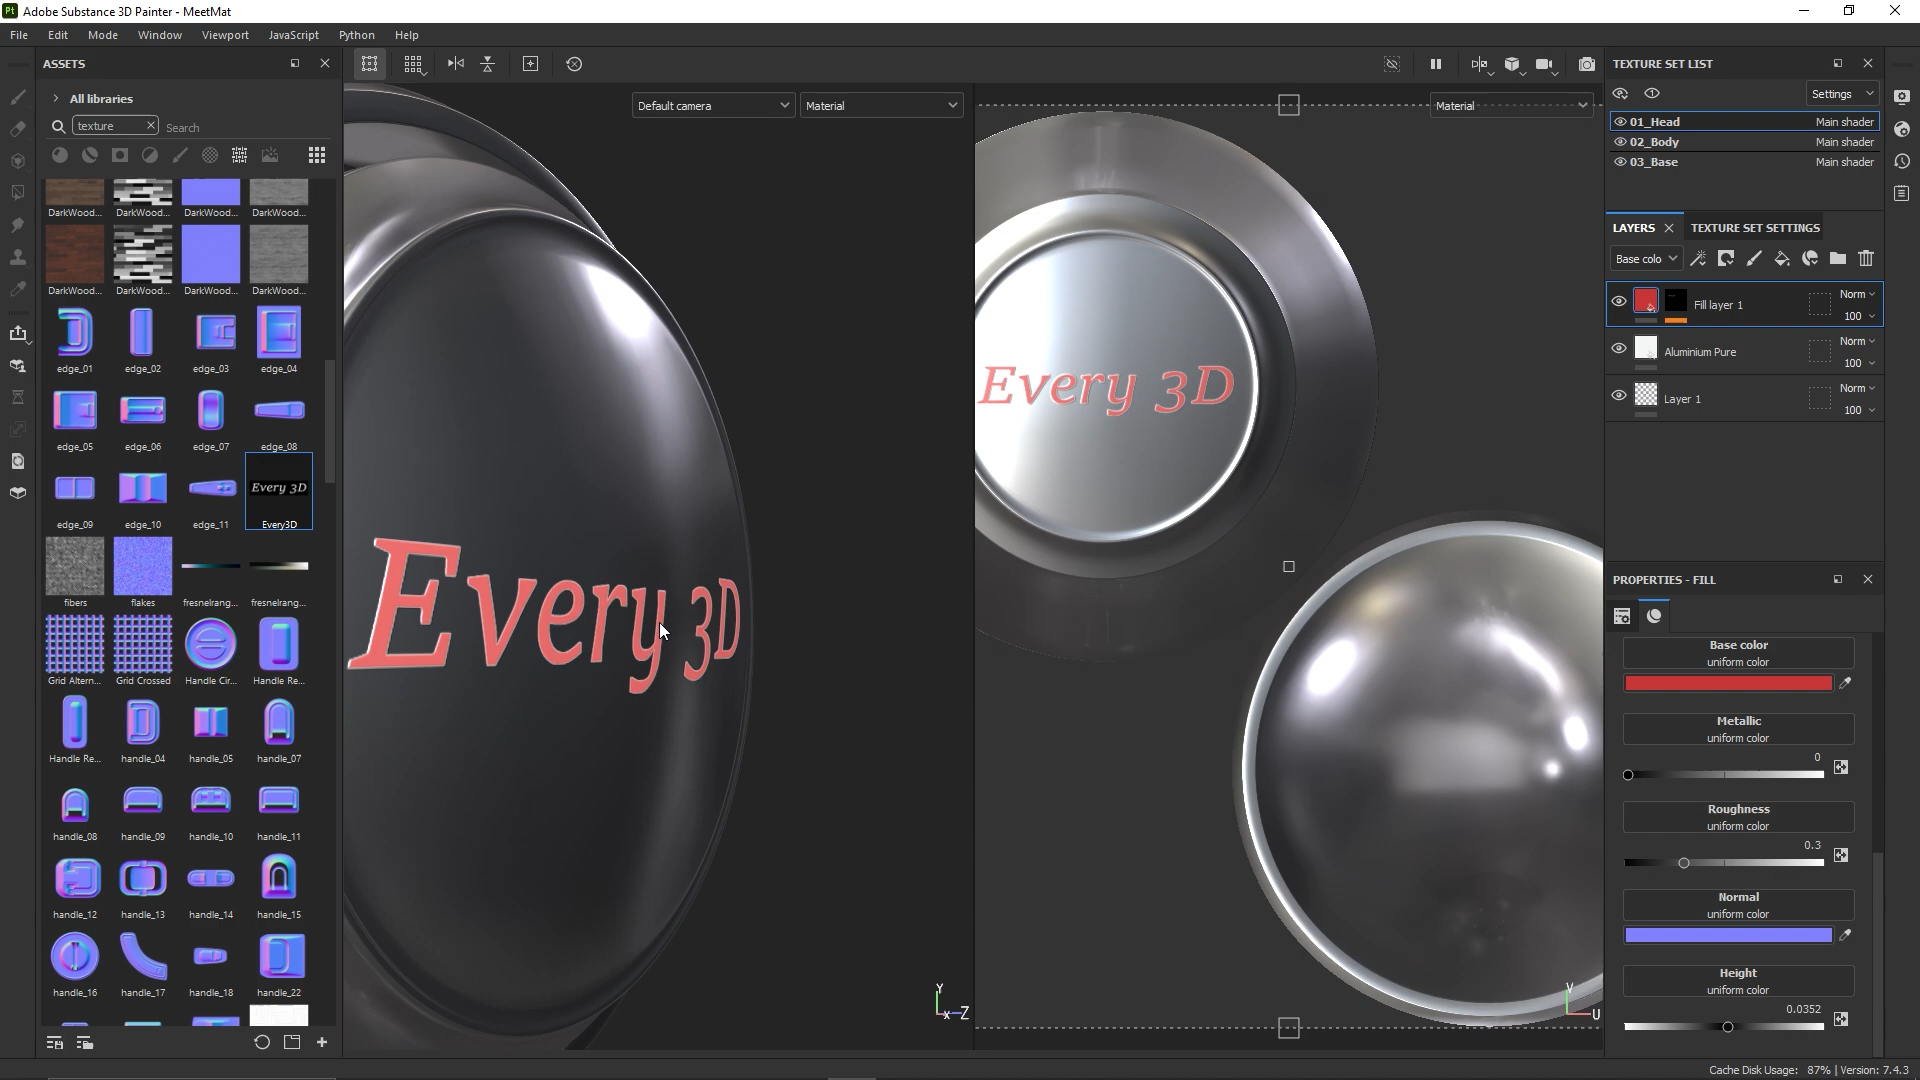 Adobe Substance 3D Painter - MeetMat
File Edit Mode Window Viewport JavaScript Python Help
ASSETS
All libraries
texture Search
DarkWood... DarkWood... DarkWood... DarkWood...
DarkWood... DarkWood... DarkWood... DarkWood...
edge_01 edge_02 edge_03 edge_04
edge_05 edge_06 edge_07 edge_08
Every 3D
edge_09 edge_10 edge_11 Every3D
fibers flakes fresnelrang... fresnelrang...
Grid Altern... Grid Crossed Handle Cir... Handle Re...
Handle Re... handle_04 handle_05 handle_07
handle_08 handle_09 handle_10 handle_11
handle_12 handle_13 handle_14 handle_15
handle_16 handle_17 handle_18 handle_22
Default camera Material
Every 3D
Y
X Z
Material
Every 3D
V
U
TEXTURE SET LIST
Settings
01_Head Main shader
02_Body Main shader
03_Base Main shader
LAYERS TEXTURE SET SETTINGS
Base colo
Fill layer 1 Norm 100
Aluminium Pure Norm 100
Layer 1 Norm 100
PROPERTIES - FILL
Base color
uniform color
Metallic
uniform color
0
Roughness
uniform color
0.3
Normal
uniform color
Height
uniform color
0.0352
Cache Disk Usage: 87% | Version: 7.4.3